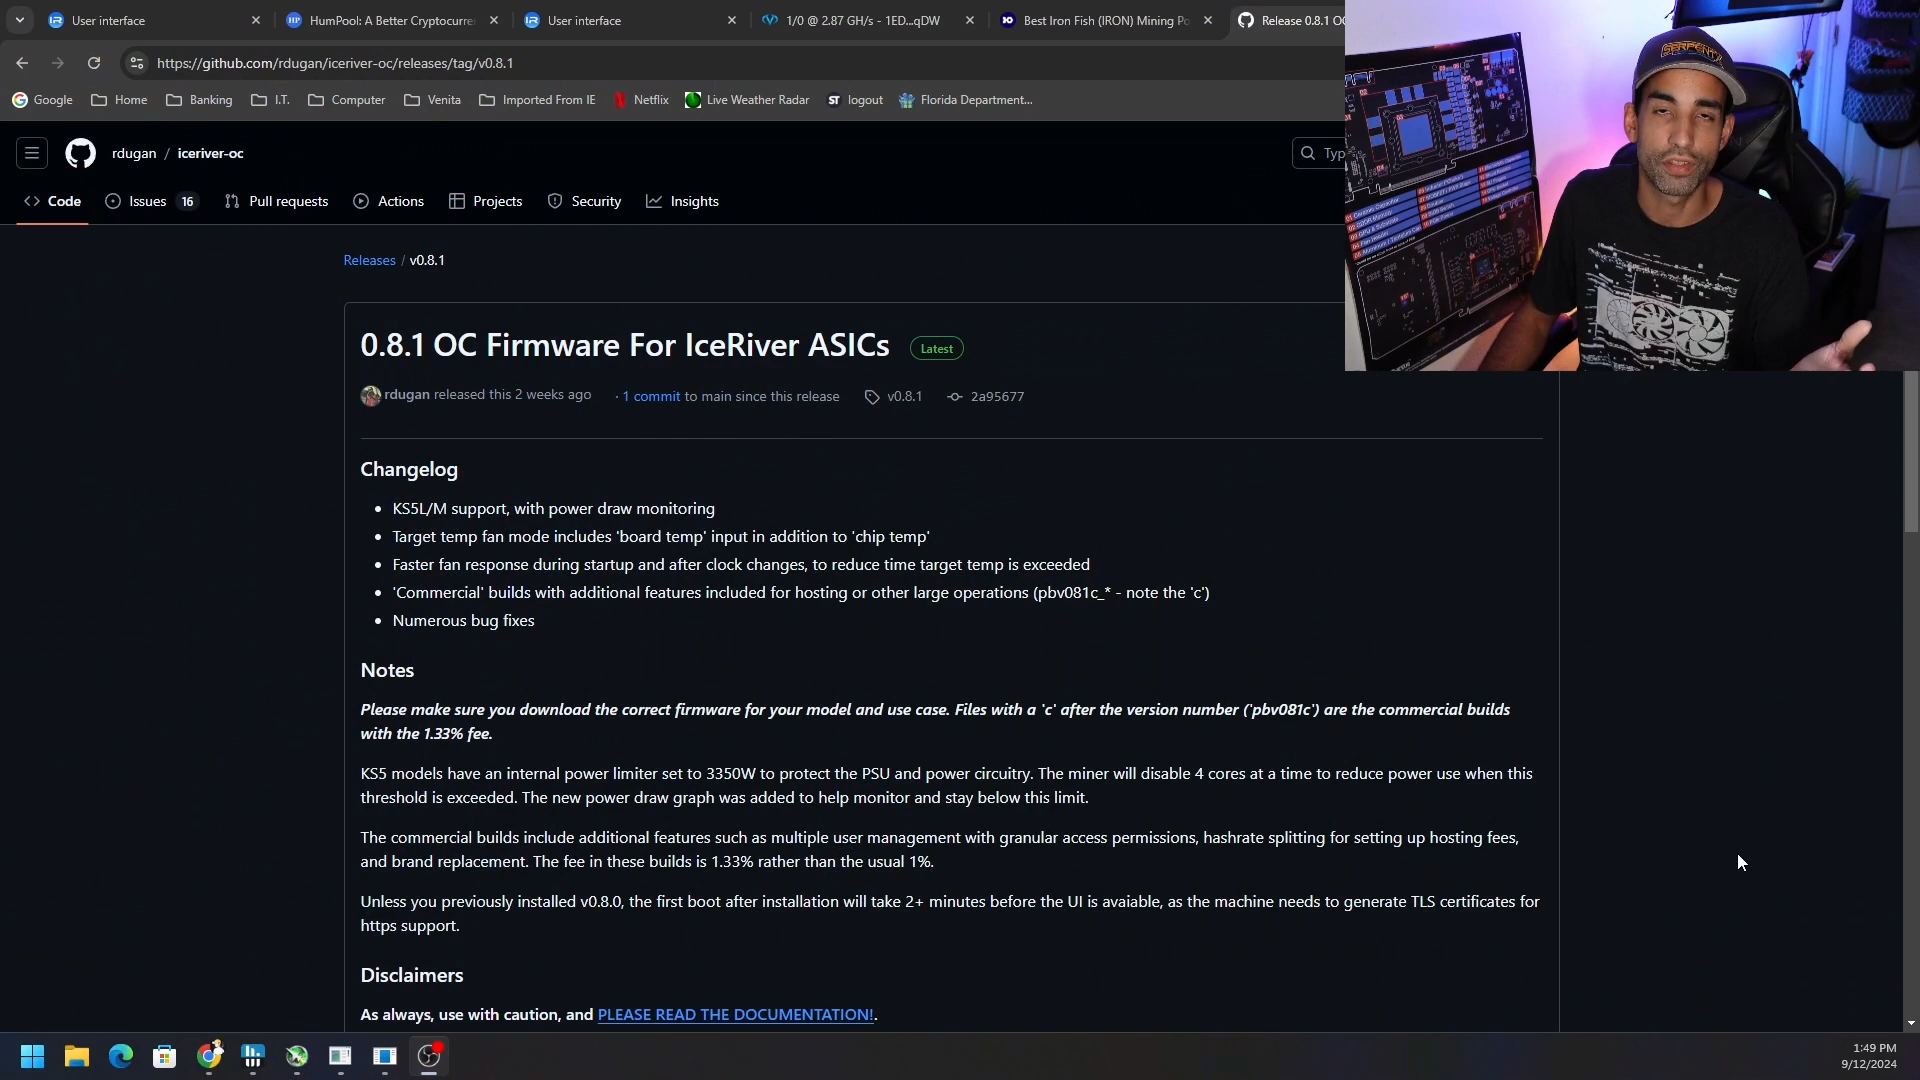 User interface
HumPool: A Better Cryptocurre
User interface
1/0 @ 2.87 GH/s - 1ED...qDW
Best Iron Fish (IRON) Mining Po
Release 0.8.1 OC
https://github.com/rdugan/iceriver-oc/releases/tag/v0.8.1
Google
Home
Banking
I.T.
Computer
Venita
Imported From IE
Netflix
Live Weather Radar
ST logout
Florida Department...
rdugan / iceriver-oc
Typ
Code
Issues 16
Pull requests
Actions
Projects
Security
Insights
Releases / v0.8.1
0.8.1 OC Firmware For IceRiver ASICs Latest
rdugan released this 2 weeks ago · 1 commit to main since this release v0.8.1 2a95677
Changelog
• KS5L/M support, with power draw monitoring
• Target temp fan mode includes 'board temp' input in addition to 'chip temp'
• Faster fan response during startup and after clock changes, to reduce time target temp is exceeded
• 'Commercial' builds with additional features included for hosting or other large operations (pbv081c_* - note the 'c')
• Numerous bug fixes
Notes
Please make sure you download the correct firmware for your model and use case. Files with a `c' after the version number ('pbv081c') are the commercial builds
with the 1.33% fee.
KS5 models have an internal power limiter set to 3350W to protect the PSU and power circuitry. The miner will disable 4 cores at a time to reduce power use when this
threshold is exceeded. The new power draw graph was added to help monitor and stay below this limit.
The commercial builds include additional features such as multiple user management with granular access permissions, hashrate splitting for setting up hosting fees,
and brand replacement. The fee in these builds is 1.33% rather than the usual 1%.
Unless you previously installed v0.8.0, the first boot after installation will take 2+ minutes before the UI is avaiable, as the machine needs to generate TLS certificates for
https support.
Disclaimers
As always, use with caution, and PLEASE READ THE DOCUMENTATION!.
1:49 PM
9/12/2024